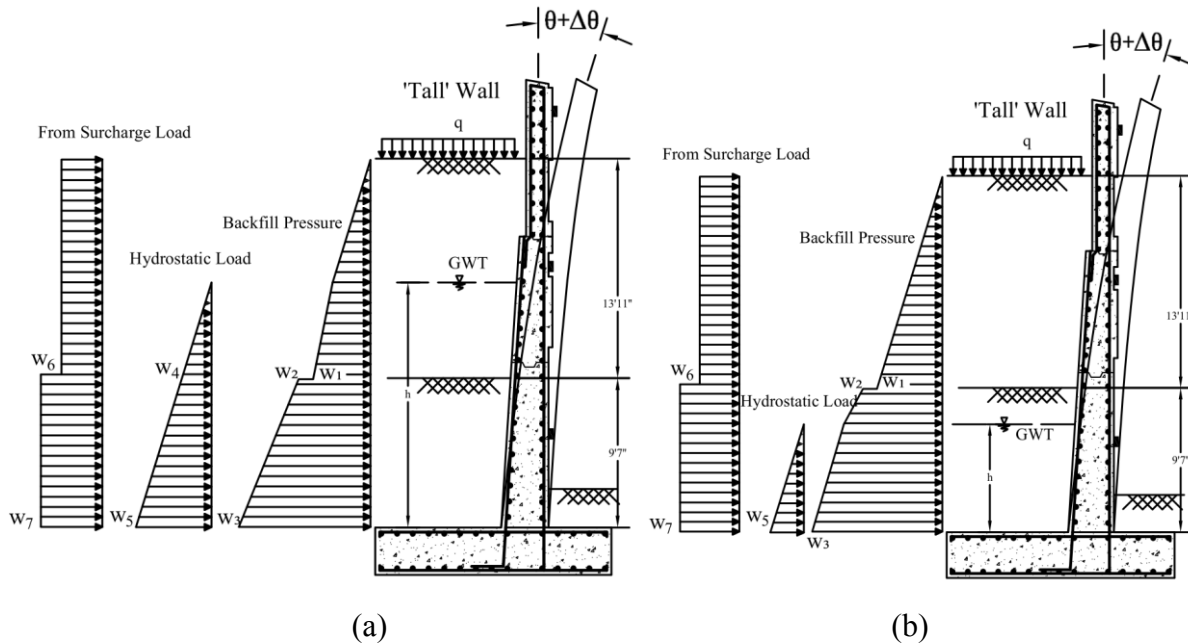 θ+Δθ
'Tall' Wall
q
From Surcharge Load
Backfill Pressure
Hydrostatic Load
GWT
13'11"
W6
W4
W2
W1
h
9'7"
W7
W5
W3
(a)
θ+Δθ
'Tall' Wall
q
From Surcharge Load
Backfill Pressure
13'11"
W6
W2
W1
Hydrostatic Load
GWT
h
9'7"
W7
W5
W3
(b)